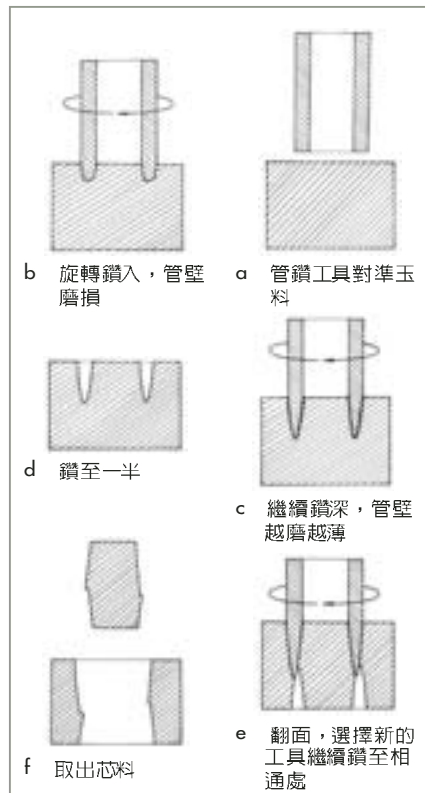 a 管鑽工具對準玉
料
b 旋轉鑽入，管壁
磨損
c 繼續鑽深，管壁
越磨越薄
d 鑽至一半
e 翻面，選擇新的
工具繼續鑽至相
通處
f 取出芯料